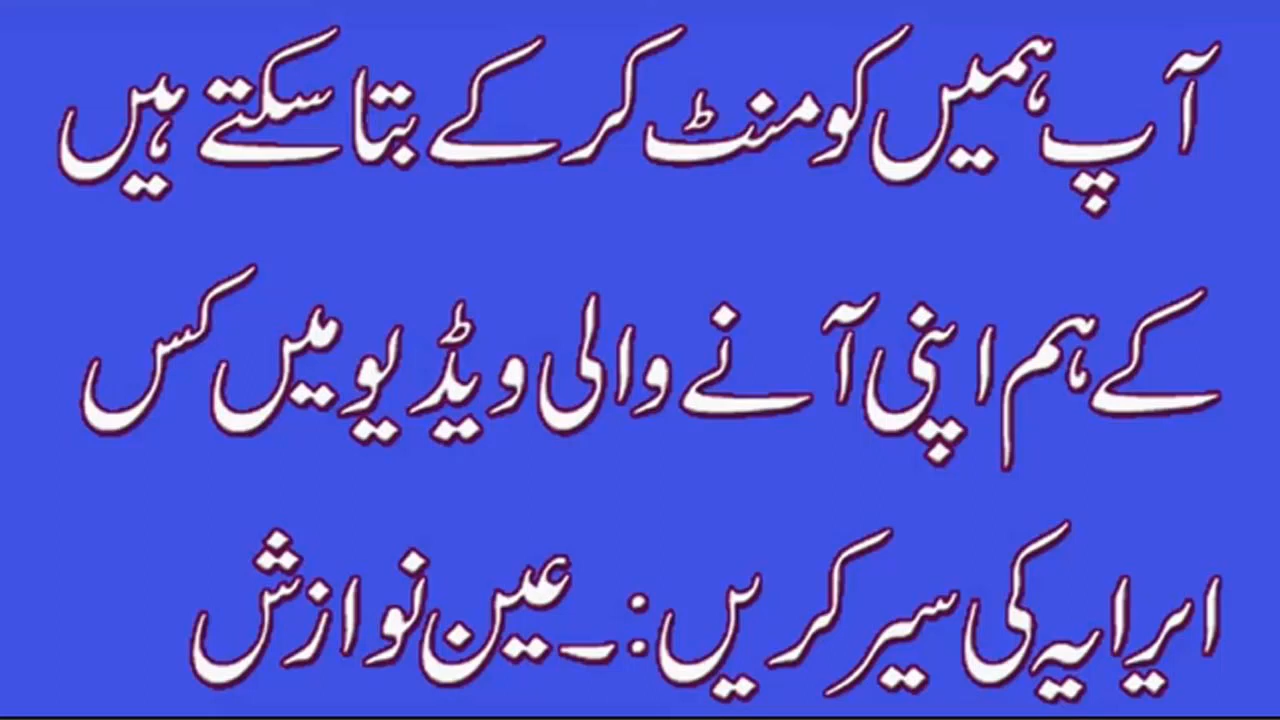 آپ ہمیں کومنٹ کر کے بتا سکتے ہیں
کے ہم اپنی آنے والی ویڈیو میں کس
ایرایہ کی سیر کریں :۔ عین نوازش